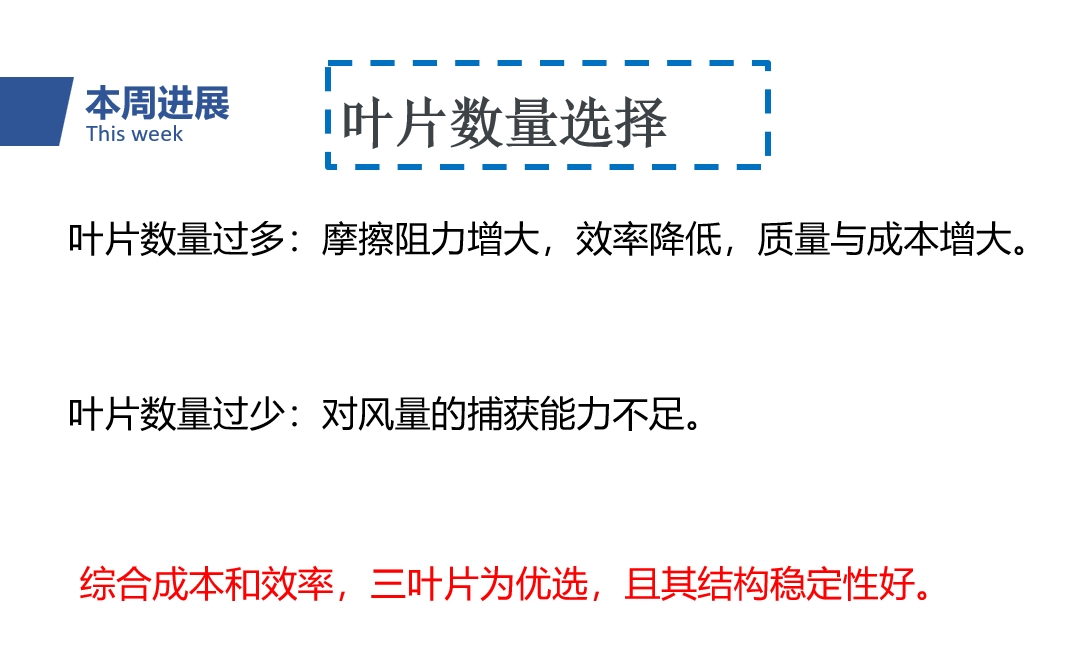 本周进展
This week
叶片数量选择
叶片数量过多：摩擦阻力增大，效率降低，质量与成本增大。
叶片数量过少：对风量的捕获能力不足。
综合成本和效率，三叶片为优选，且其结构稳定性好。